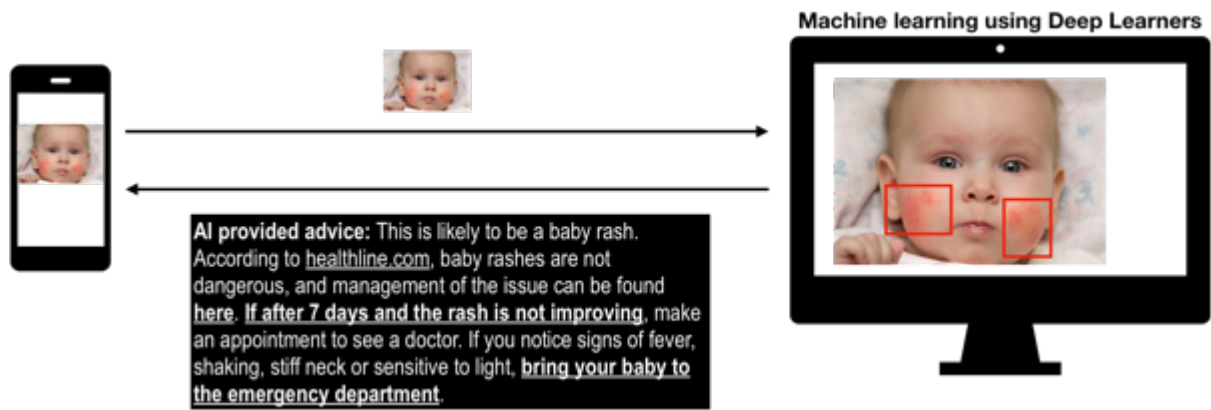 Machine learning using Deep Learners
AI provided advice: This is likely to be a baby rash.
According to healthline.com, baby rashes are not
dangerous, and management of the issue can be found
here. If after 7 days and the rash is not improving, make
an appointment to see a doctor. If you notice signs of fever,
shaking, stiff neck or sensitive to light, bring your baby to
the emergency department.